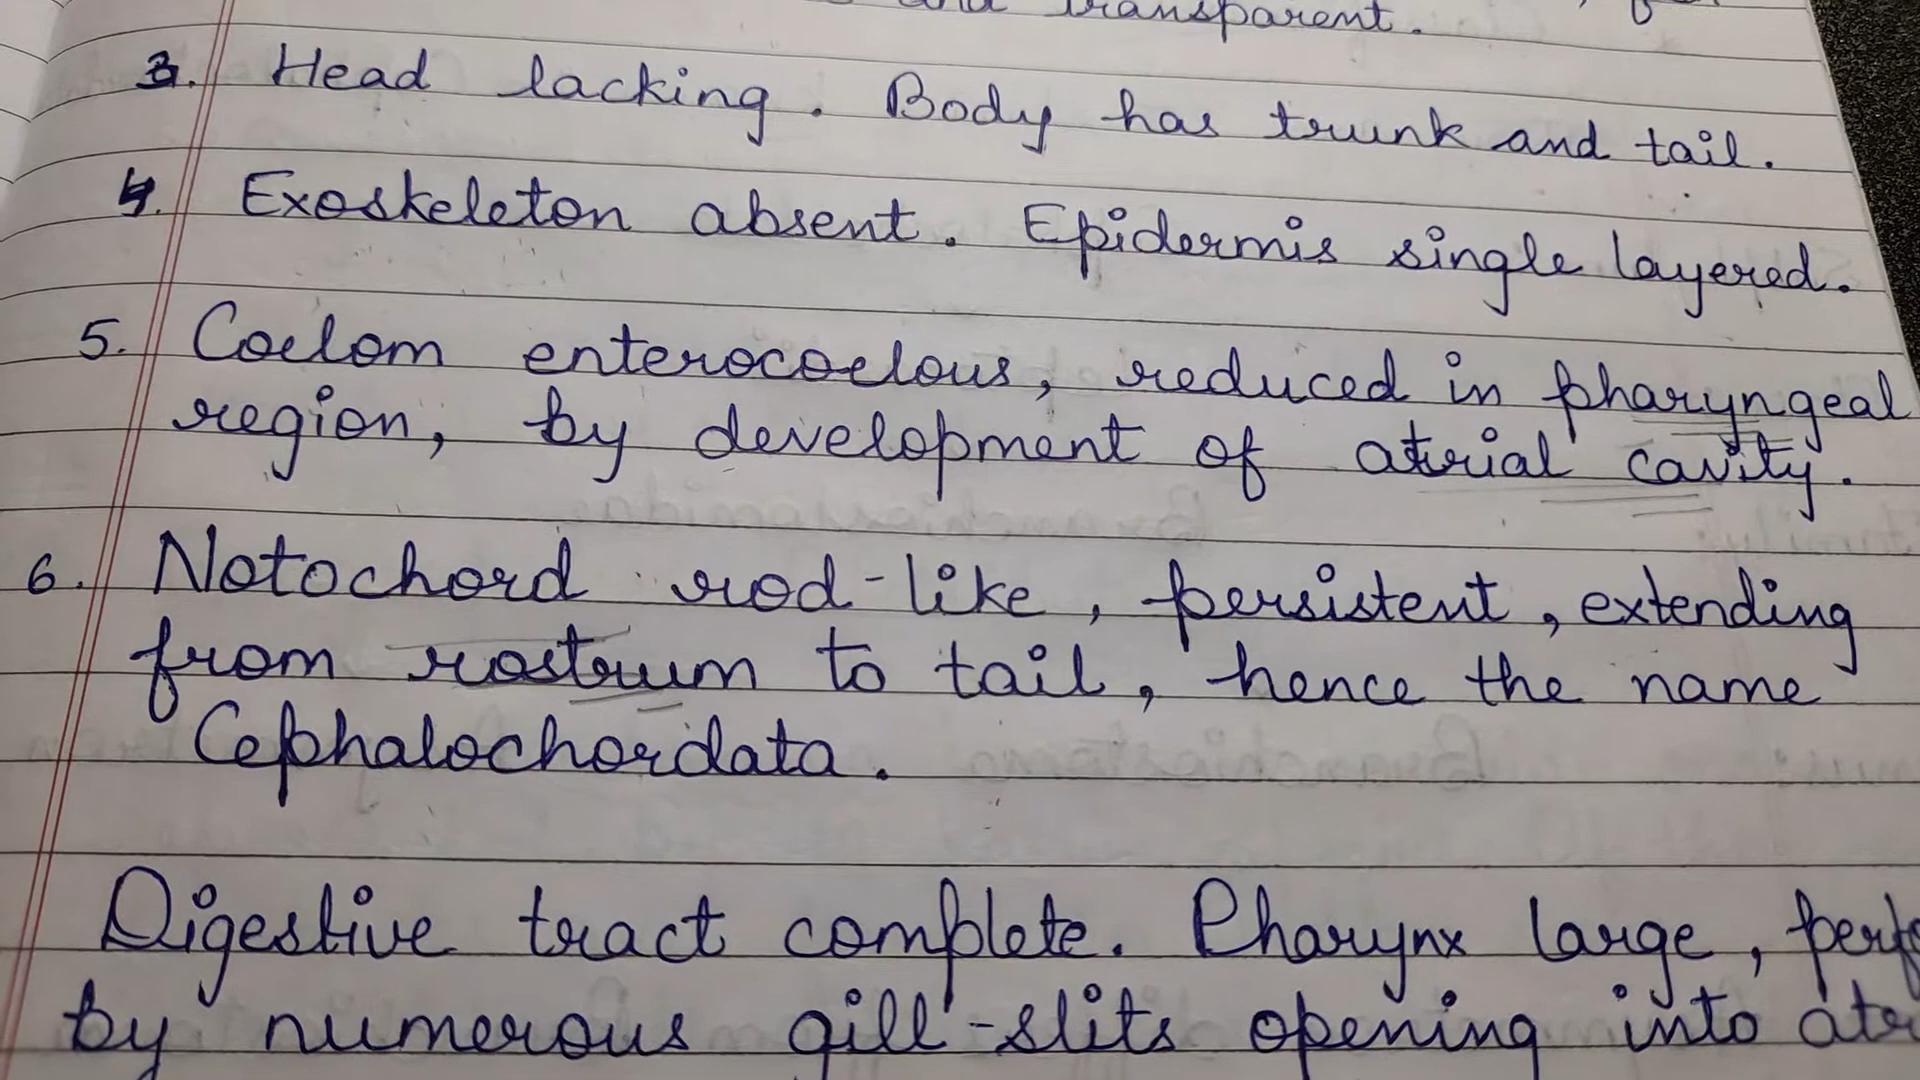 and transparent.
3. Head lacking. Body has trunk and tail.
4. Exoskeleton absent. Epidermis single layered.
5. Coelom enterocoelous, reduced in pharyngeal
region, by development of atrial cavity.
6. Notochord rod-like, persistent, extending
from rostrum to tail, hence the name
Cephalochordata.
Digestive tract complete. Pharynx large,
by numerous gill-slits opening into